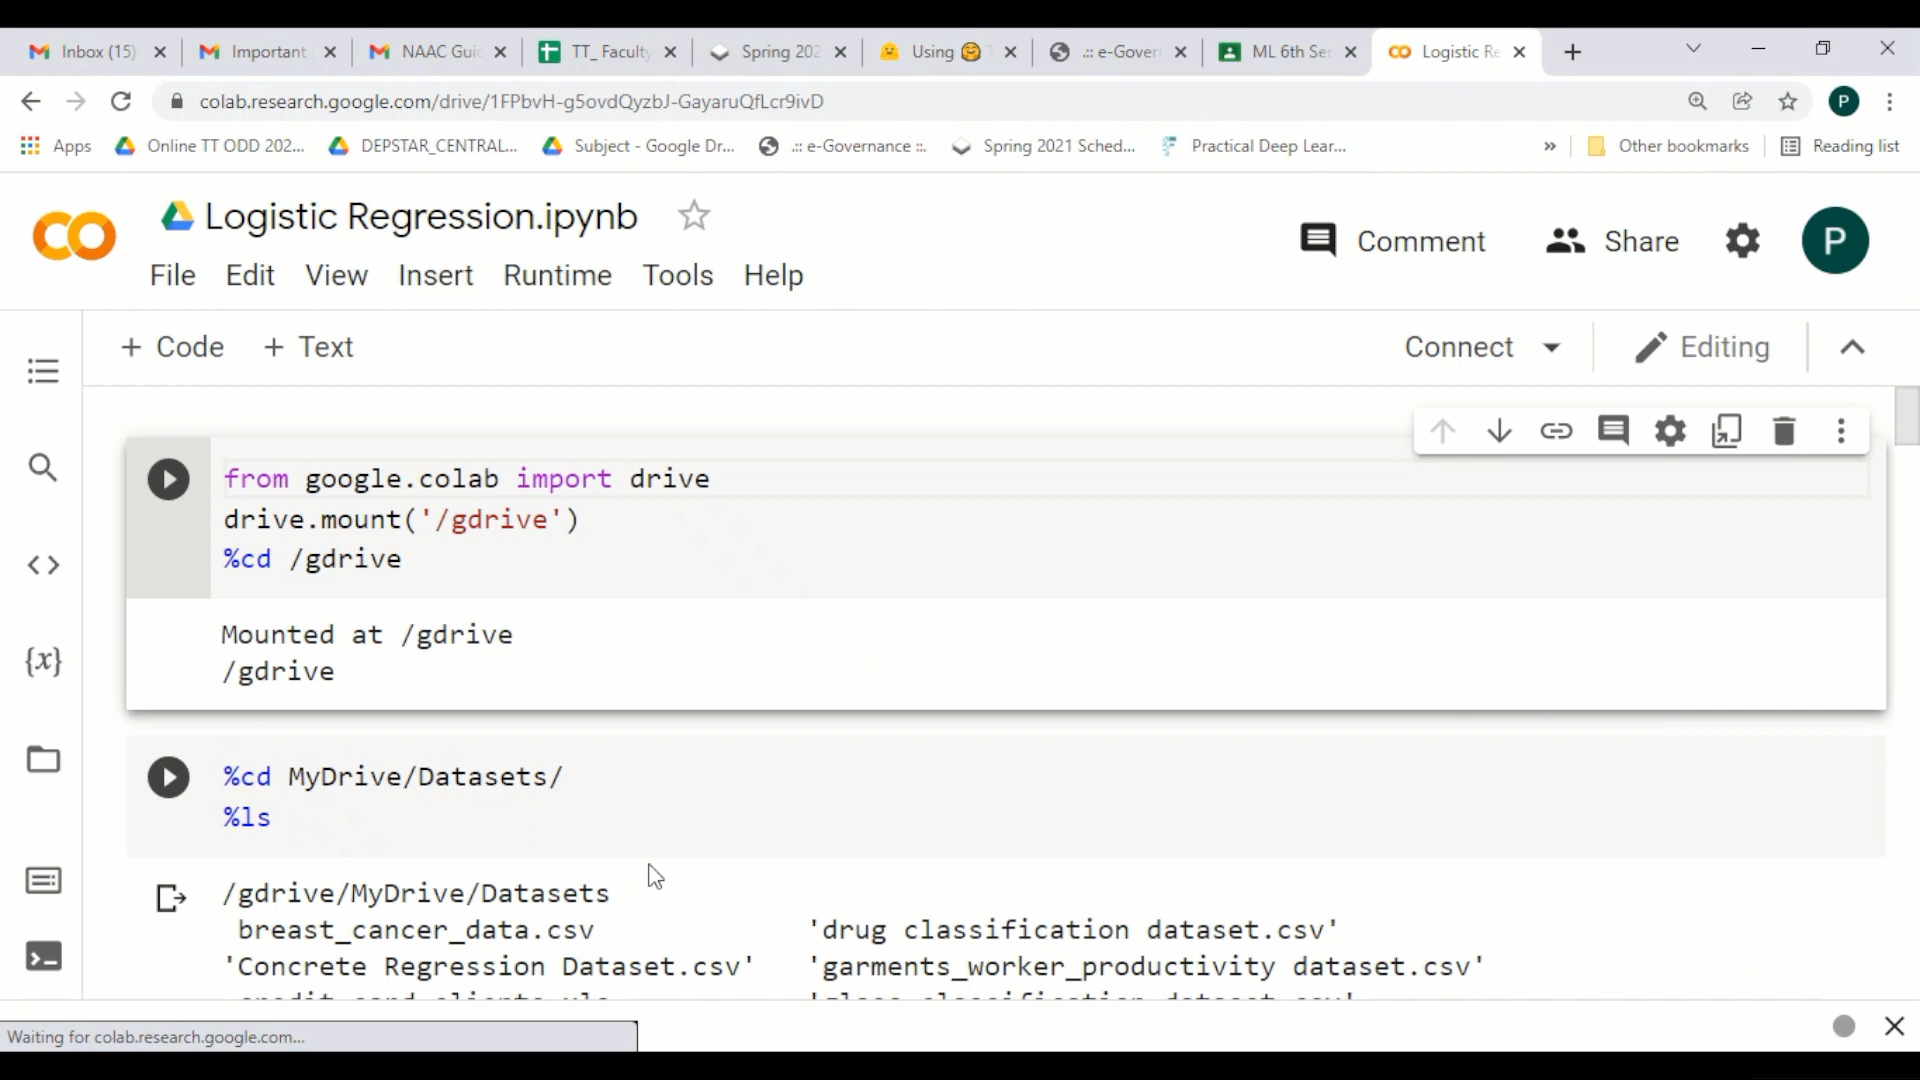 Inbox (15)
Important
NAAC Guid
TT_ Faculty
Spring 202
Using 🤗 T
.:: e-Govern
ML 6th Sem
Logistic Re
colab.research.google.com/drive/1FPbvH-g5ovdQyzbJ-GayaruQfLcr9ivD
P
Apps
Online TT ODD 202...
DEPSTAR_CENTRAL...
Subject - Google Dr...
.:: e-Governance ::.
Spring 2021 Sched...
Practical Deep Lear...
»
Other bookmarks
Reading list
CO
Logistic Regression.ipynb
Comment
Share
P
File Edit View Insert Runtime Tools Help
+ Code + Text
Connect
Editing
from google.colab import drive
drive.mount('/gdrive')
%cd /gdrive
Mounted at /gdrive
/gdrive
{x}
%cd MyDrive/Datasets/
%ls
/gdrive/MyDrive/Datasets
breast_cancer_data.csv 'drug classification dataset.csv'
'Concrete Regression Dataset.csv' 'garments_worker_productivity dataset.csv'
Waiting for colab.research.google.com...